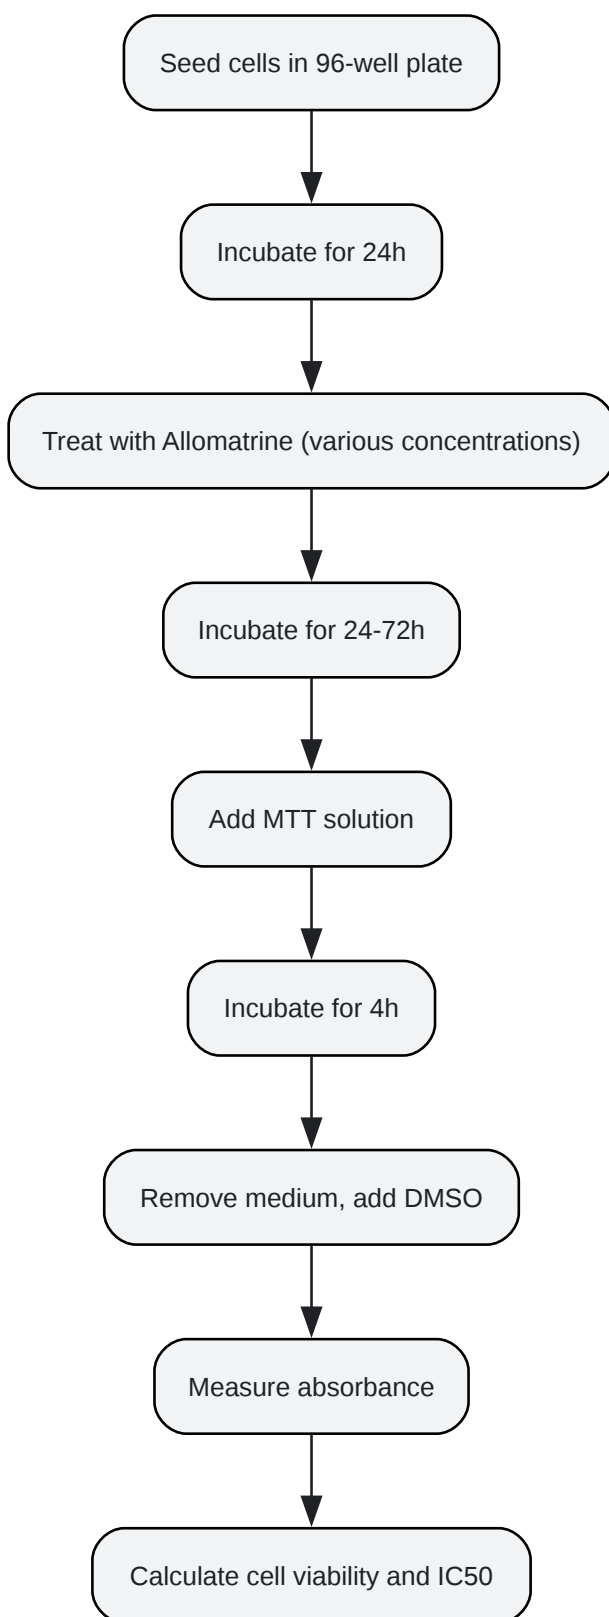 Seed cells in 96-well plate
Incubate for 24h
Treat with Allomatrine (various concentrations)
Incubate for 24-72h
Add MTT solution
Incubate for 4h
Remove medium, add DMSO
Measure absorbance
Calculate cell viability and IC50